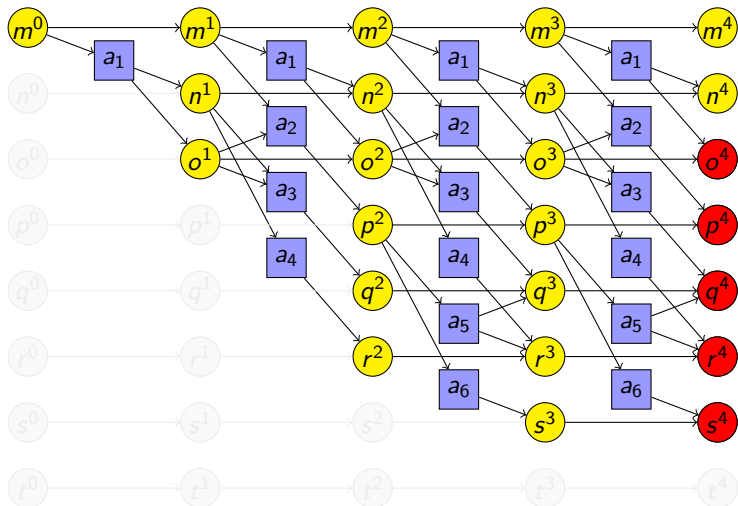 m⁰ m¹ m² m³ m⁴
a₁ a₁ a₁ a₁
n⁰ n¹ n² n³ n⁴
a₂ a₂ a₂
o⁰ o¹ o² o³ o⁴
a₃ a₃ a₃
p⁰ p¹ p² p³ p⁴
a₄ a₄ a₄
q⁰ q¹ q² q³ q⁴
a₅ a₅
r⁰ r¹ r² r³ r⁴
a₆ a₆
s⁰ s¹ s² s³ s⁴
t⁰ t¹ t² t³ t⁴